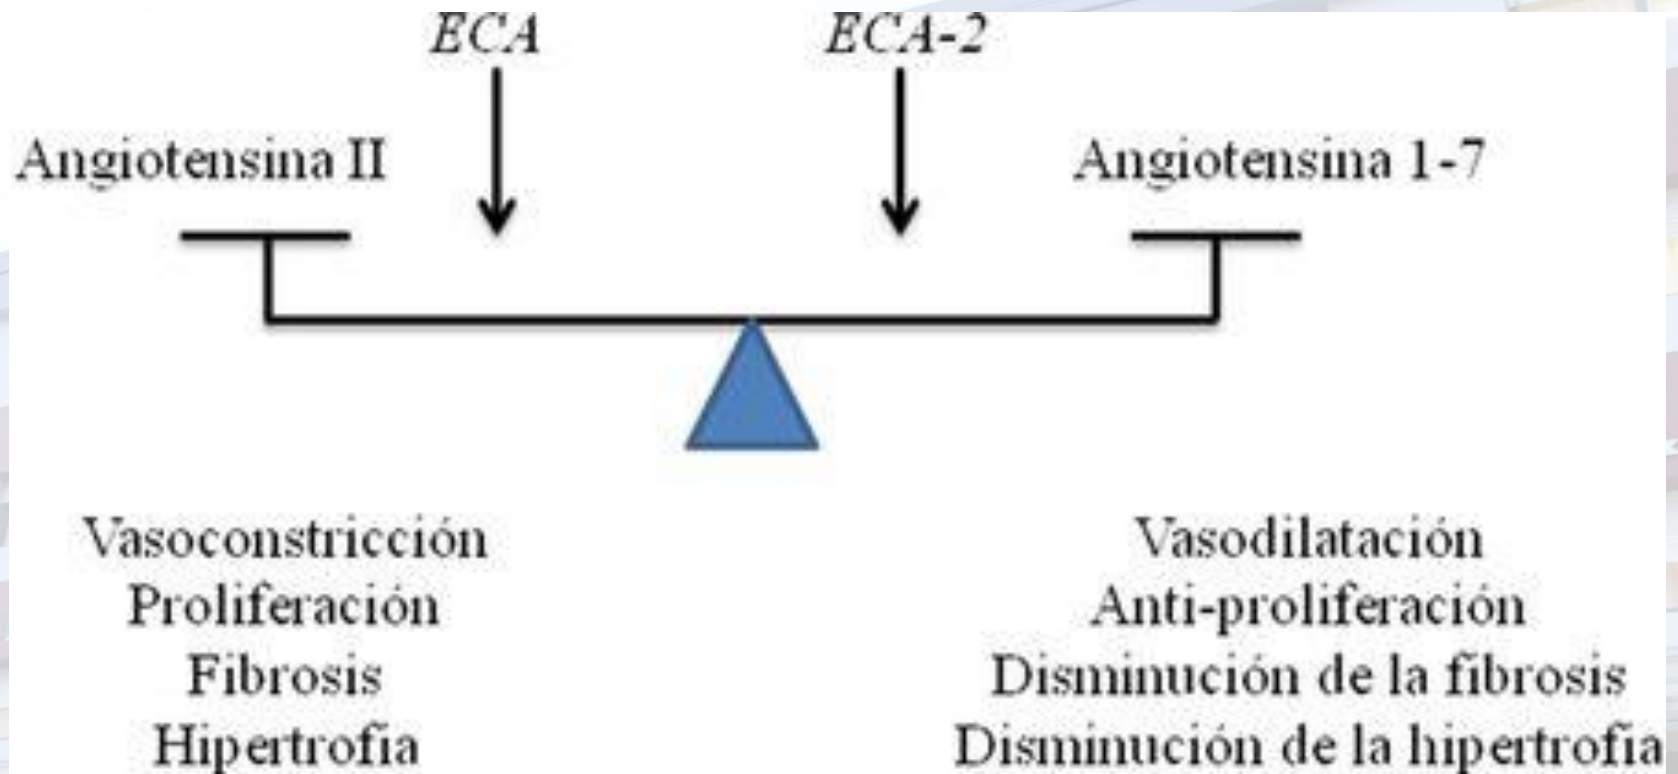 ECA
ECA-2
Angiotensina II
Angiotensina 1-7
Vasoconstricción
Proliferación
Fibrosis
Hipertrofia
Vasodilatación
Anti-proliferación
Disminución de la fibrosis
Disminución de la hipertrofia